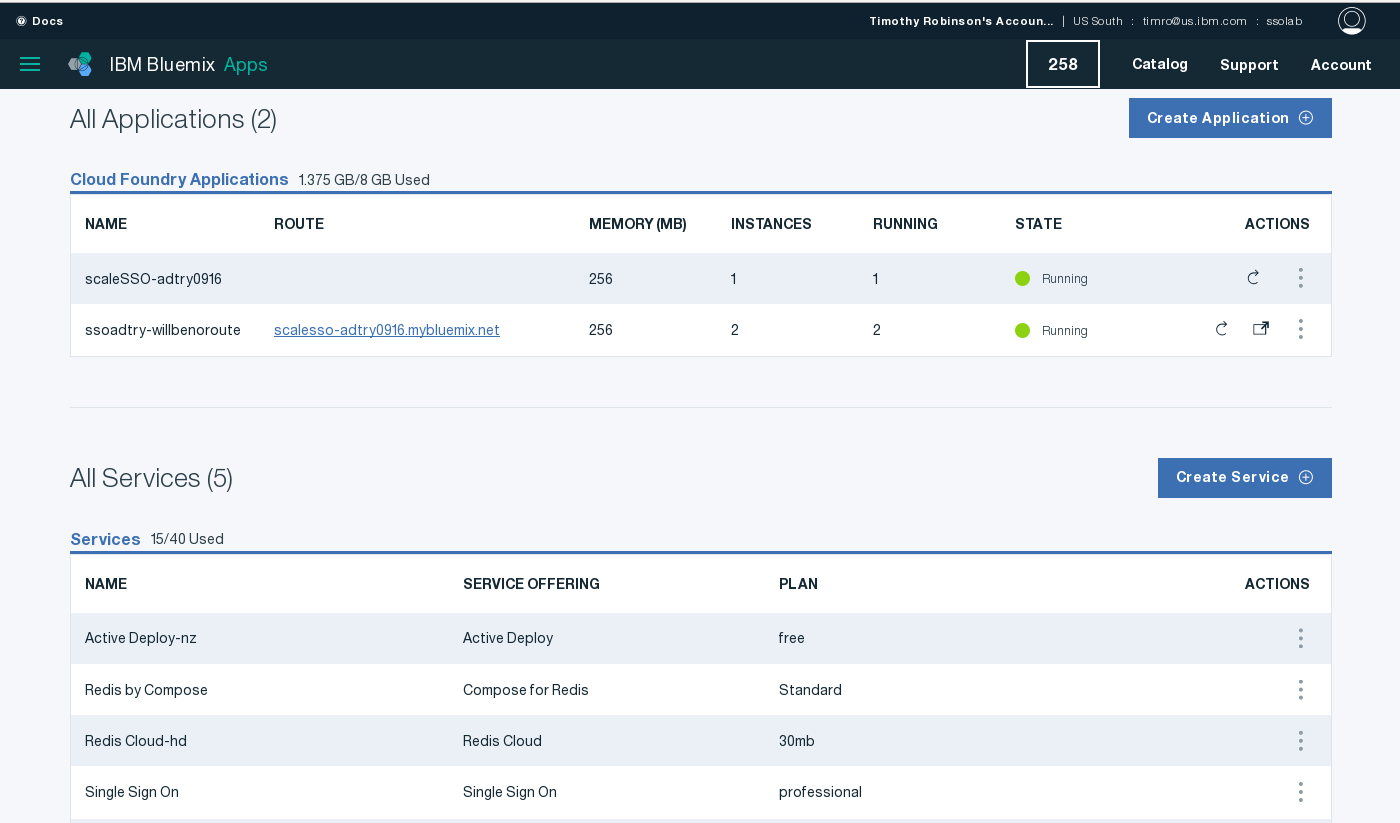 Docs
Timothy Robinson's Accoun... | US South : timro@us.ibm.com : ssolab
IBM Bluemix Apps
258 Catalog Support Account
All Applications (2)
Create Application
Cloud Foundry Applications 1.375 GB/8 GB Used
NAME ROUTE MEMORY (MB) INSTANCES RUNNING STATE ACTIONS
scaleSSO-adtry0916 256 1 1 Running
ssoadtry-willbenoroute scalesso-adtry0916.mybluemix.net 256 2 2 Running
All Services (5)
Create Service
Services 15/40 Used
NAME SERVICE OFFERING PLAN ACTIONS
Active Deploy-nz Active Deploy free
Redis by Compose Compose for Redis Standard
Redis Cloud-hd Redis Cloud 30mb
Single Sign On Single Sign On professional